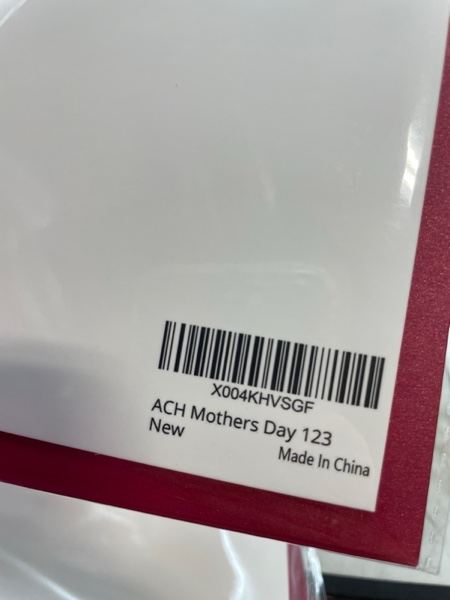 X004KHVSGF
ACH Mothers Day 123
New
Made In China